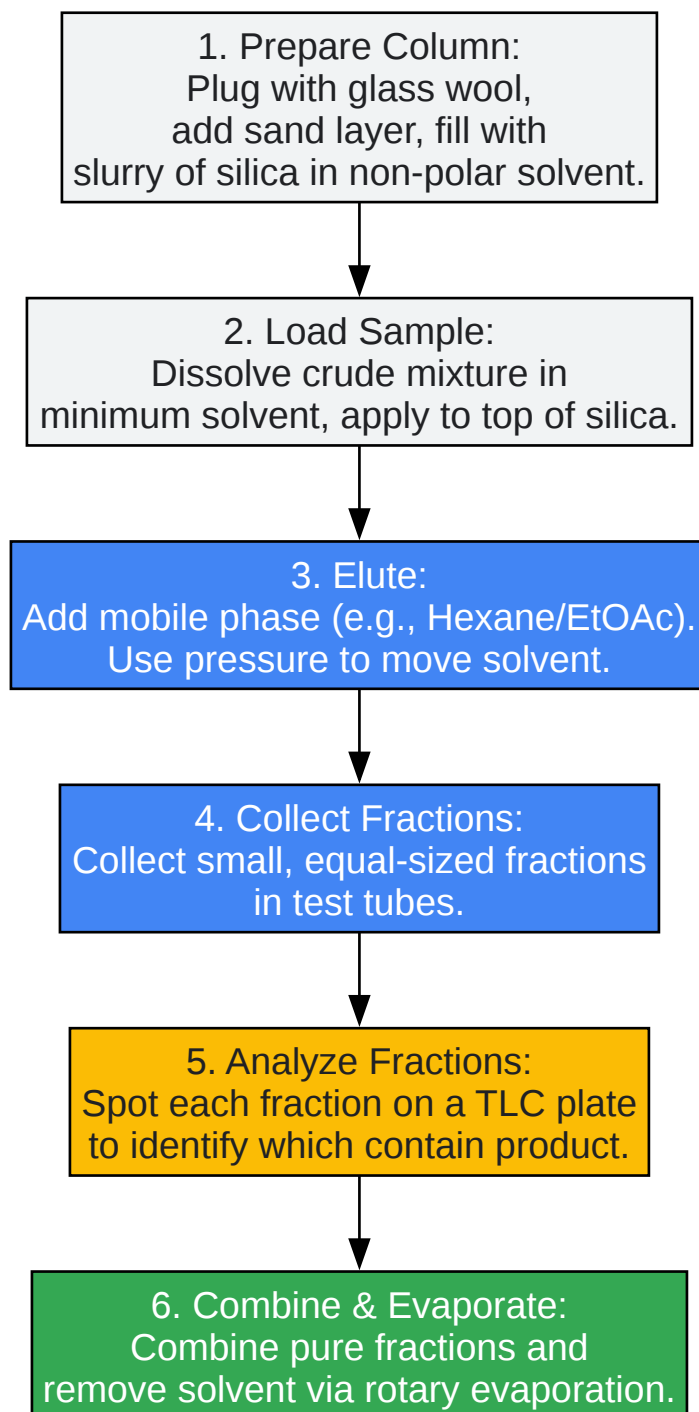 1. Prepare Column:
Plug with glass wool,
add sand layer, fill with
slurry of silica in non-polar solvent.
2. Load Sample:
Dissolve crude mixture in
minimum solvent, apply to top of silica.
3. Elute:
Add mobile phase (e.g., Hexane/EtOAc).
Use pressure to move solvent.
4. Collect Fractions:
Collect small, equal-sized fractions
in test tubes.
5. Analyze Fractions:
Spot each fraction on a TLC plate
to identify which contain product.
6. Combine & Evaporate:
Combine pure fractions and
remove solvent via rotary evaporation.